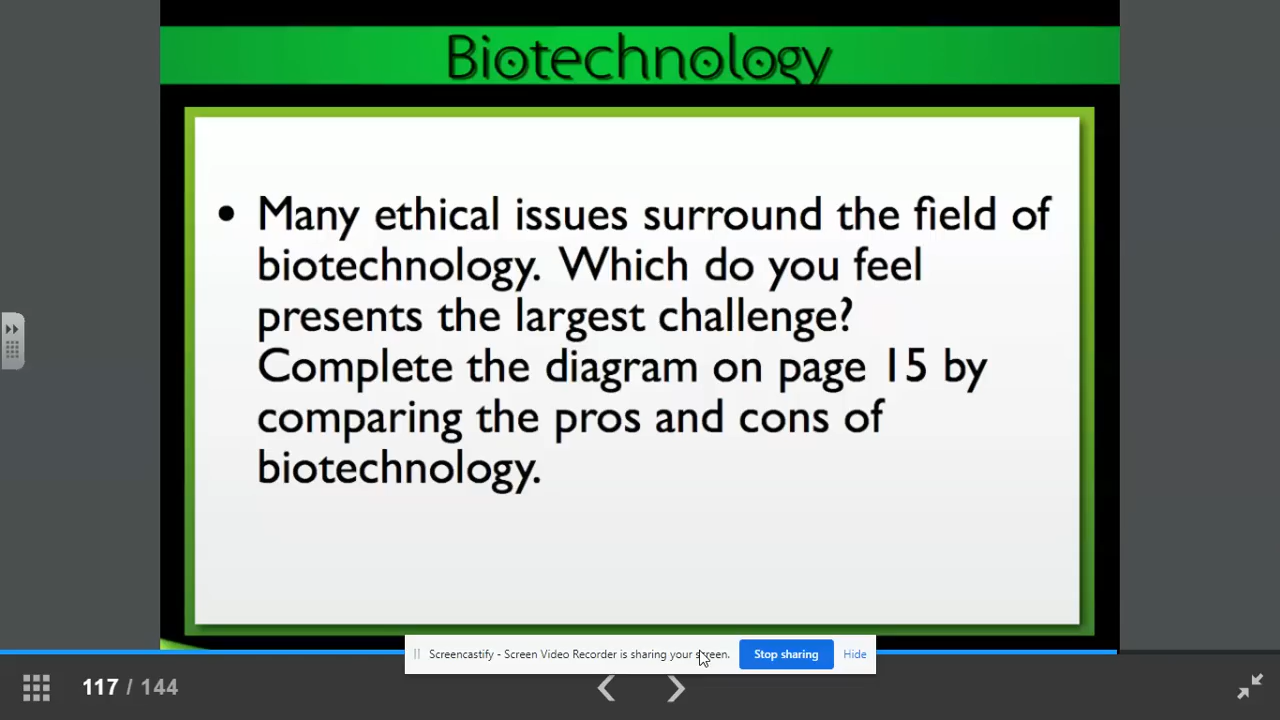 Biotechnology
• Many ethical issues surround the field of
biotechnology. Which do you feel
presents the largest challenge?
Complete the diagram on page 15 by
comparing the pros and cons of
biotechnology.
Screencastify - Screen Video Recorder is sharing your screen.
Stop sharing
Hide
117 / 144